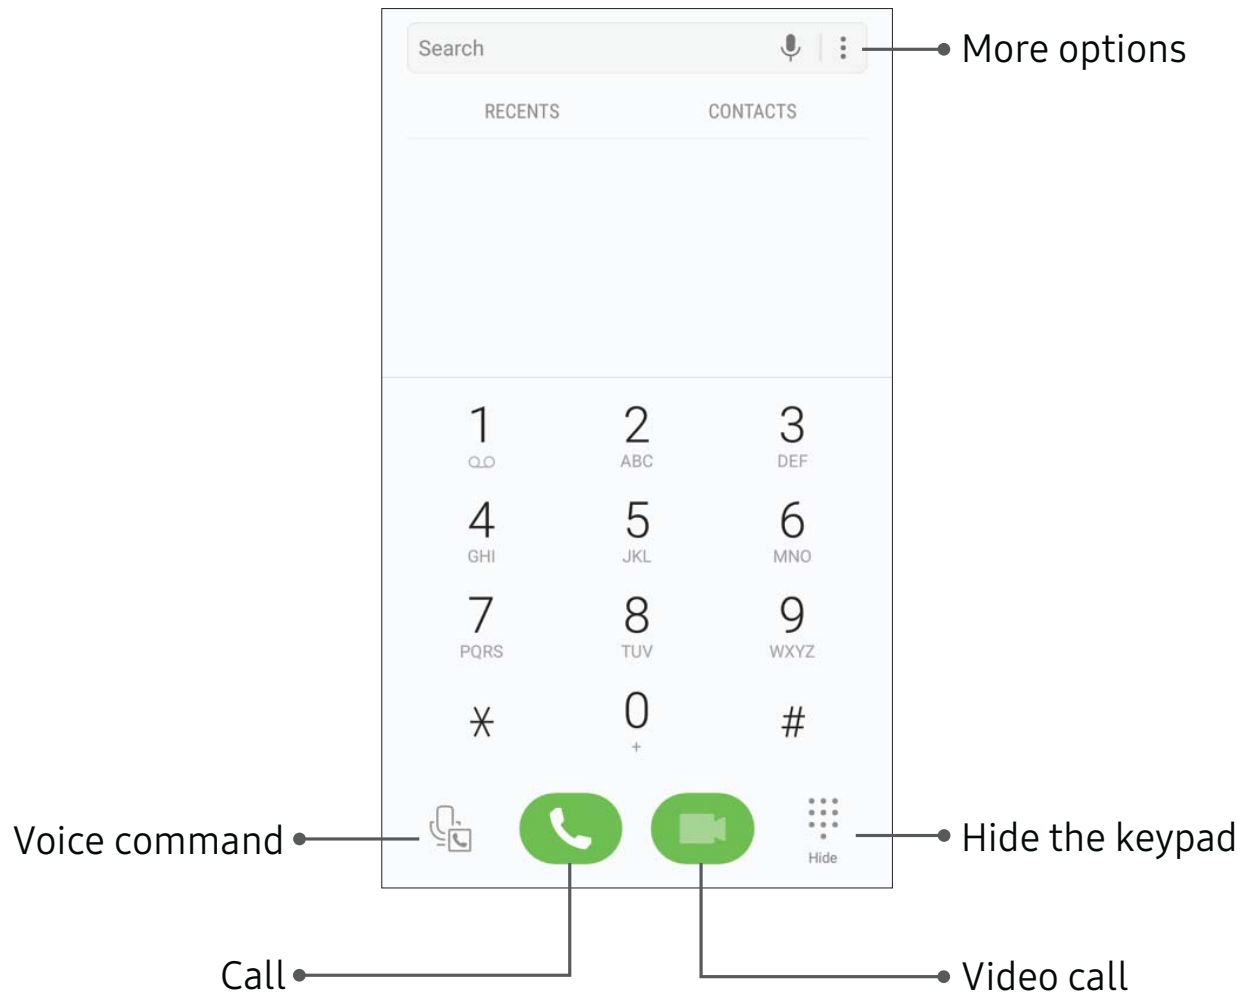 Search
More options
RECENTS CONTACTS
1 2 3
ABC DEF
4 5 6
GHI JKL MNO
7 8 9
PQRS TUV WXYZ
* 0 #
+
Voice command
Hide the keypad
Hide
Call
Video call